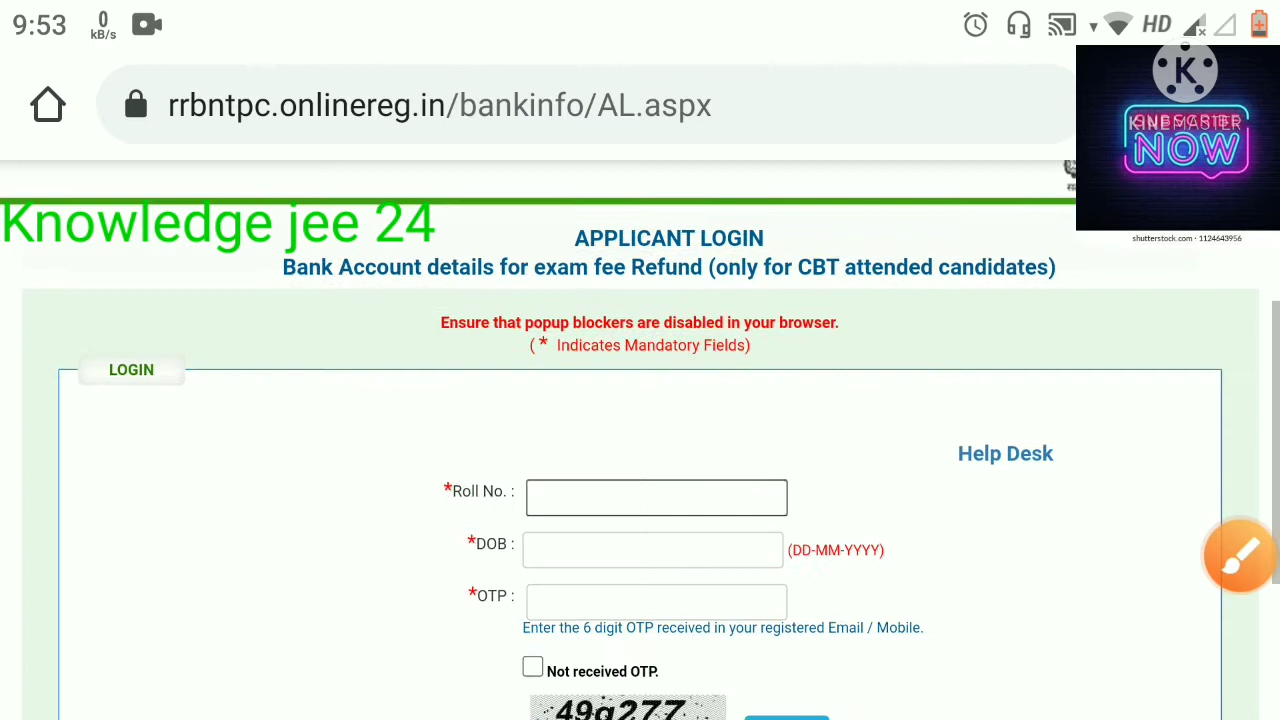 9:53
0
kB/s
HD
rrbntpc.onlinereg.in/bankinfo/AL.aspx
K
KINEMASTER
NOW
shutterstock.com · 1124643956
Knowledge jee 24
APPLICANT LOGIN
Bank Account details for exam fee Refund (only for CBT attended candidates)
Ensure that popup blockers are disabled in your browser.
( * Indicates Mandatory Fields)
LOGIN
Help Desk
*Roll No. :
*DOB :
(DD-MM-YYYY)
*OTP :
Enter the 6 digit OTP received in your registered Email / Mobile.
Not received OTP.